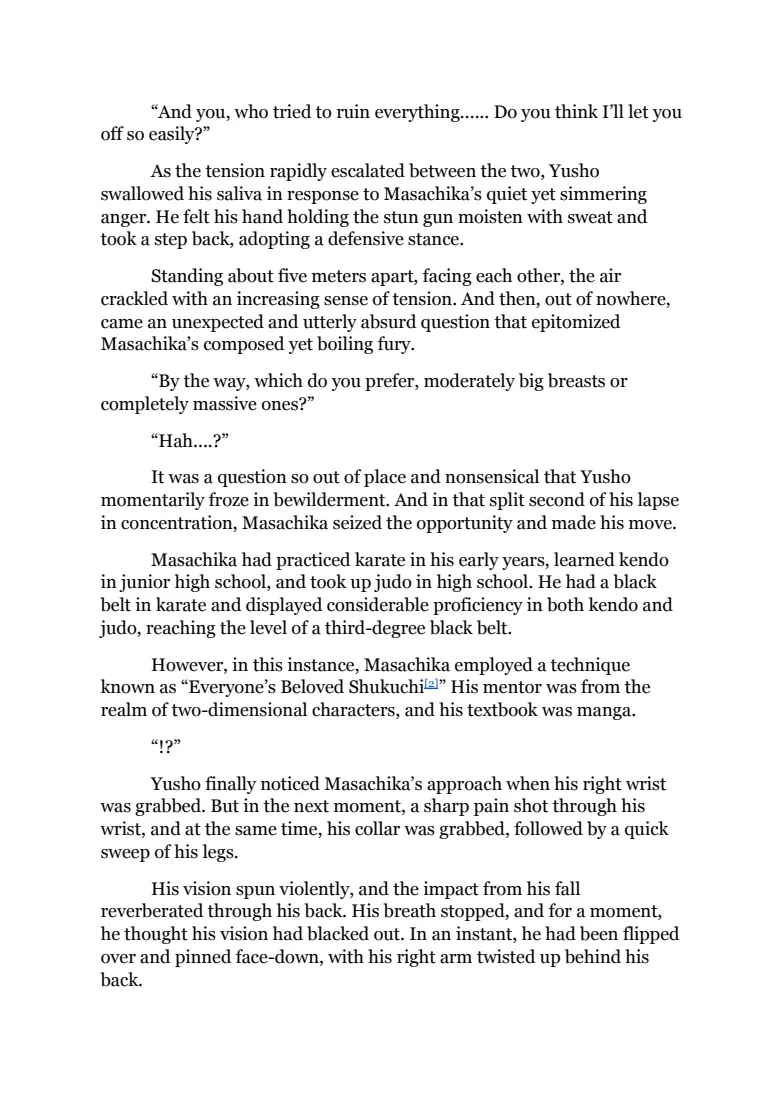 “And you, who tried to ruin everything...... Do you think I’ll let you
off so easily?”
As the tension rapidly escalated between the two, Yusho
swallowed his saliva in response to Masachika’s quiet yet simmering
anger. He felt his hand holding the stun gun moisten with sweat and
took a step back, adopting a defensive stance.
Standing about five meters apart, facing each other, the air
crackled with an increasing sense of tension. And then, out of nowhere,
came an unexpected and utterly absurd question that epitomized
Masachika’s composed yet boiling fury.
“By the way, which do you prefer, moderately big breasts or
completely massive ones?”
“Hah....?”
It was a question so out of place and nonsensical that Yusho
momentarily froze in bewilderment. And in that split second of his lapse
in concentration, Masachika seized the opportunity and made his move.
Masachika had practiced karate in his early years, learned kendo
in junior high school, and took up judo in high school. He had a black
belt in karate and displayed considerable proficiency in both kendo and
judo, reaching the level of a third-degree black belt.
However, in this instance, Masachika employed a technique
known as “Everyone’s Beloved Shukuchi[2]” His mentor was from the
realm of two-dimensional characters, and his textbook was manga.
“!?”
Yusho finally noticed Masachika’s approach when his right wrist
was grabbed. But in the next moment, a sharp pain shot through his
wrist, and at the same time, his collar was grabbed, followed by a quick
sweep of his legs.
His vision spun violently, and the impact from his fall
reverberated through his back. His breath stopped, and for a moment,
he thought his vision had blacked out. In an instant, he had been flipped
over and pinned face-down, with his right arm twisted up behind his
back.